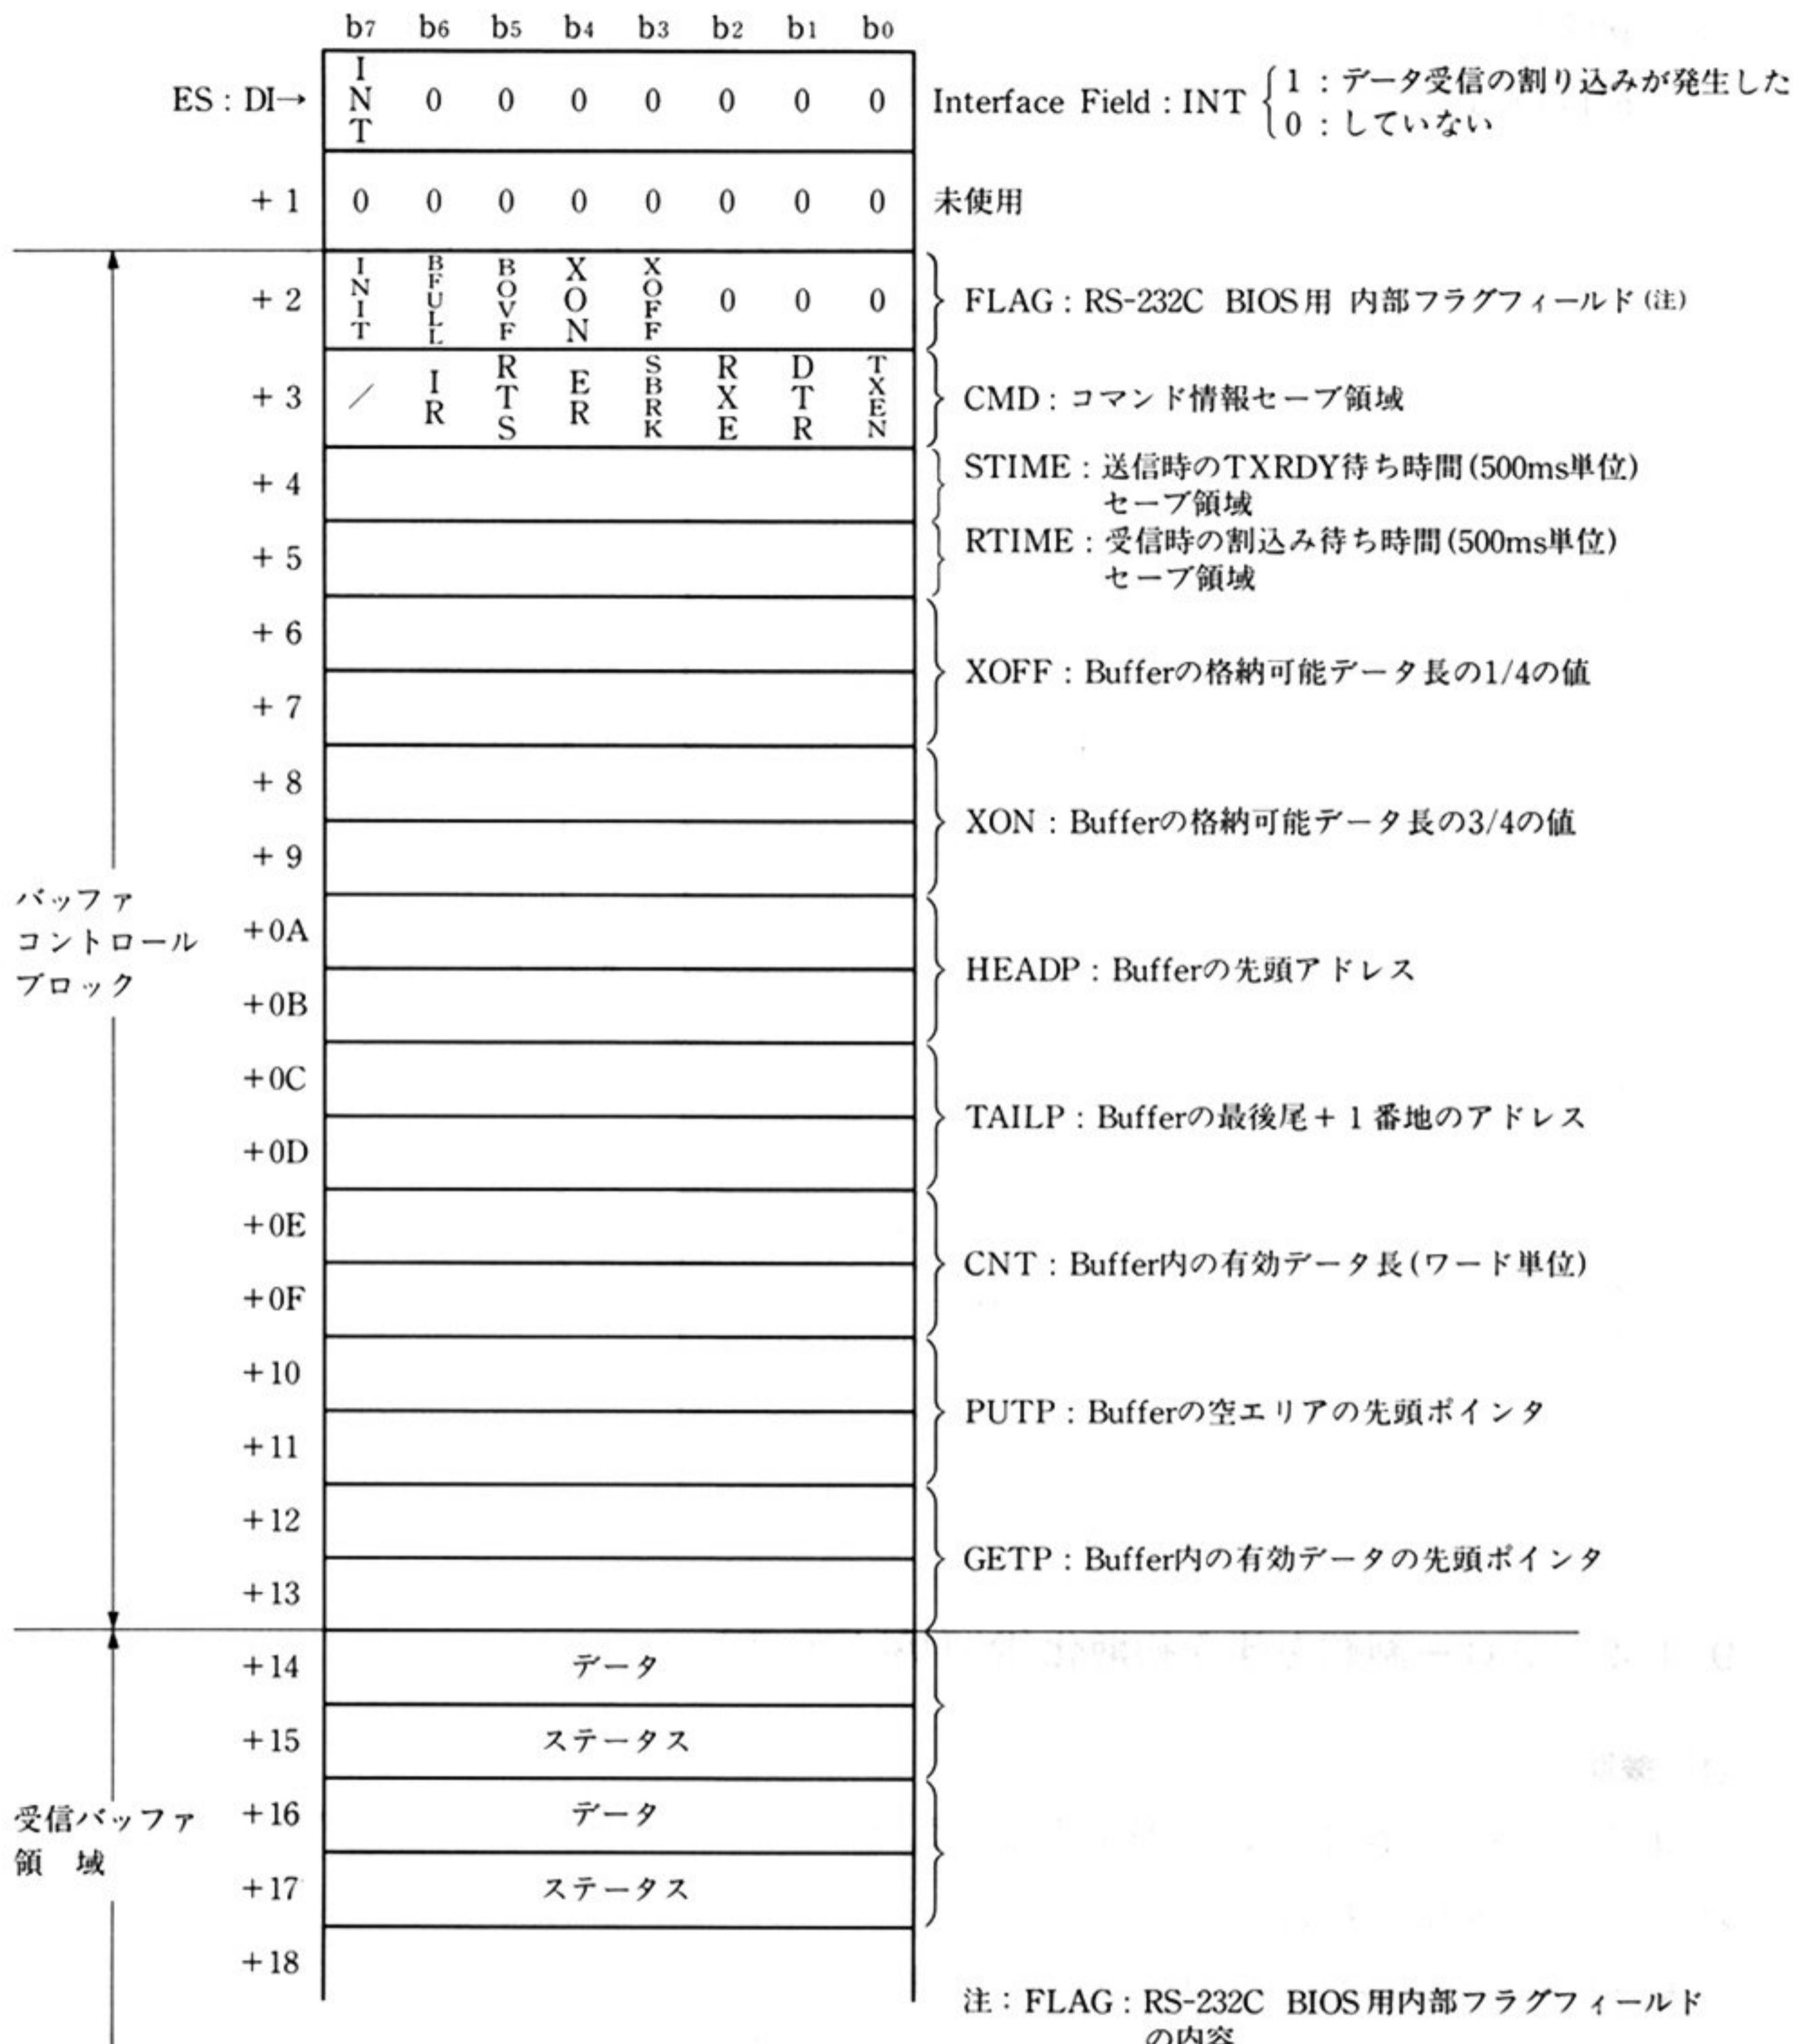 b7 b6 b5 b4 b3 b2 b1 b0
ES : DI→ INT 0 0 0 0 0 0 0 Interface Field : INT { 1 : データ受信の割り込みが発生した
0 : していない
+ 1 0 0 0 0 0 0 0 0 未使用
+ 2 INIT BFULL BOVF XON XOFF 0 0 0 FLAG : RS-232C BIOS用 内部フラグフィールド (注)
+ 3 / IR RTS ER SBRK RXE DTR TXEN CMD : コマンド情報セーブ領域
+ 4 STIME : 送信時のTXRDY待ち時間(500ms単位)
セーブ領域
+ 5 RTIME : 受信時の割込み待ち時間(500ms単位)
セーブ領域
+ 6
XOFF : Bufferの格納可能データ長の1/4の値
+ 7
+ 8
XON : Bufferの格納可能データ長の3/4の値
+ 9
バッファ
コントロール
ブロック
+0A
HEADP : Bufferの先頭アドレス
+0B
+0C
TAILP : Bufferの最後尾+1番地のアドレス
+0D
+0E
CNT : Buffer内の有効データ長(ワード単位)
+0F
+10
PUTP : Bufferの空エリアの先頭ポインタ
+11
+12
GETP : Buffer内の有効データの先頭ポインタ
+13
+14 データ
+15 ステータス
受信バッファ
領 域
+16 データ
+17 ステータス
+18
注 : FLAG : RS-232C BIOS用内部フラグフィールド
の内容